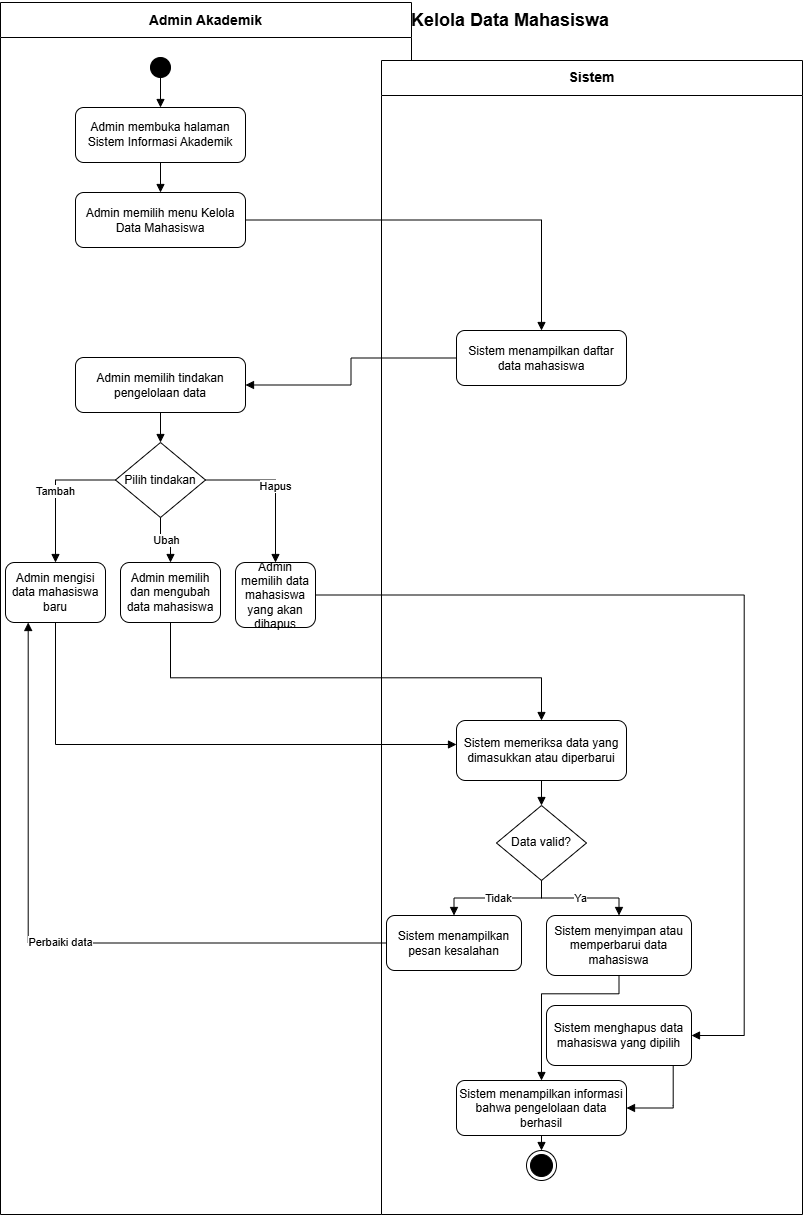 Admin Akademik
Kelola Data Mahasiswa
Sistem
Admin membuka halaman
Sistem Informasi Akademik
Admin memilih menu Kelola
Data Mahasiswa
Sistem menampilkan daftar
data mahasiswa
Admin memilih tindakan
pengelolaan data
Pilih tindakan
Tambah
Hapus
Ubah
Admin mengisi
data mahasiswa
baru
Admin memilih
dan mengubah
data mahasiswa
Admin
memilih data
mahasiswa
yang akan
dihapus
Sistem memeriksa data yang
dimasukkan atau diperbarui
Data valid?
Tidak
Ya
Sistem menampilkan
pesan kesalahan
Sistem menyimpan atau
memperbarui data
mahasiswa
Perbaiki data
Sistem menghapus data
mahasiswa yang dipilih
Sistem menampilkan informasi
bahwa pengelolaan data
berhasil